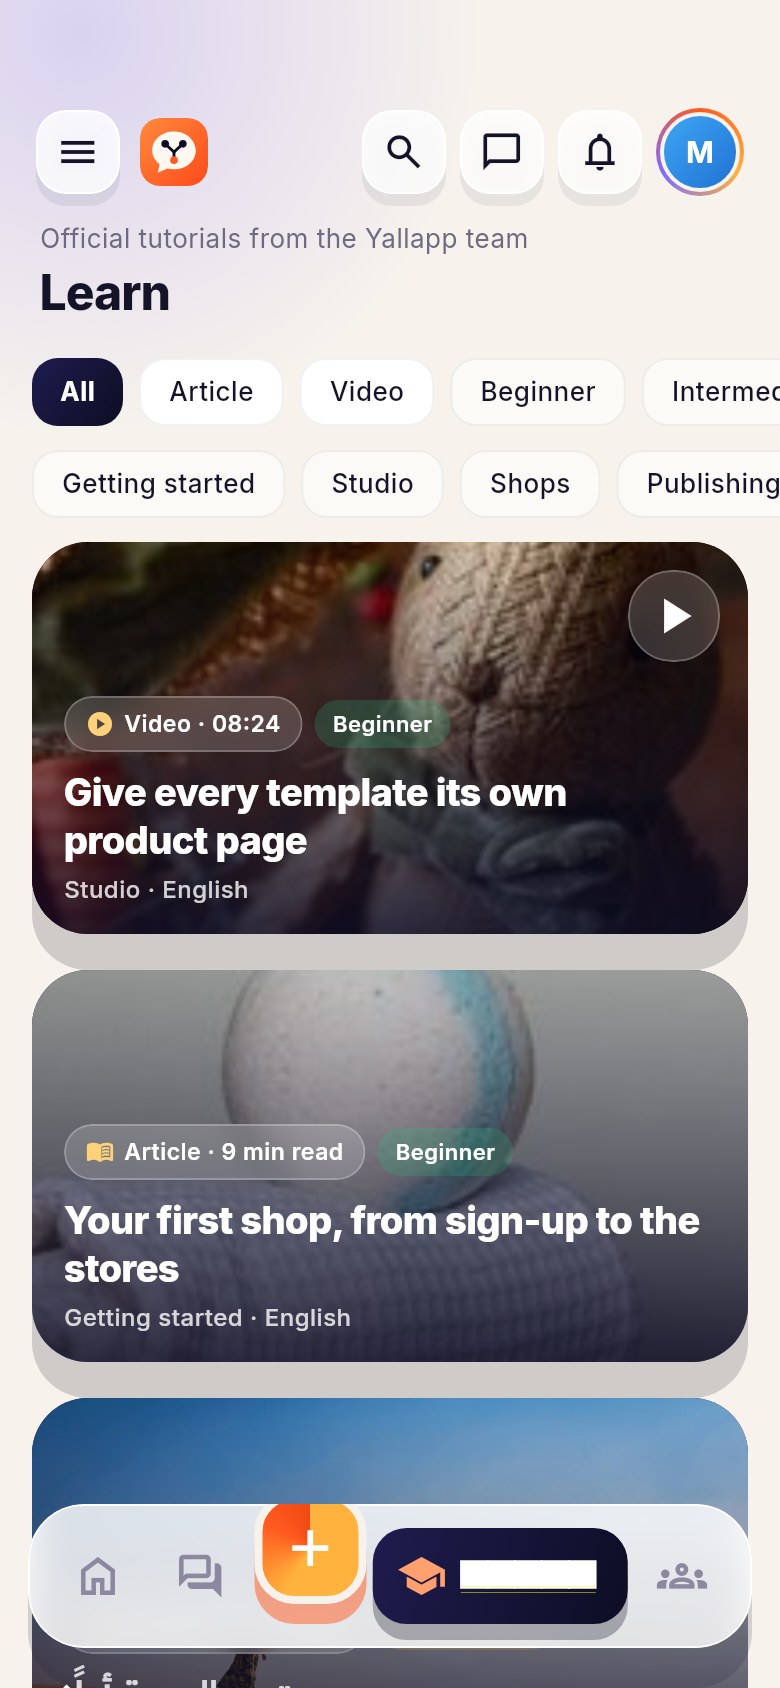 M
Official tutorials from the Yallapp team
Learn
All Article Video Beginner
Getting started Studio Shops Publishing
Video · 08:24 Beginner
Give every template its own
product page
Studio · English
Article · 9 min read Beginner
Your first shop, from sign-up to the
stores
Getting started · English